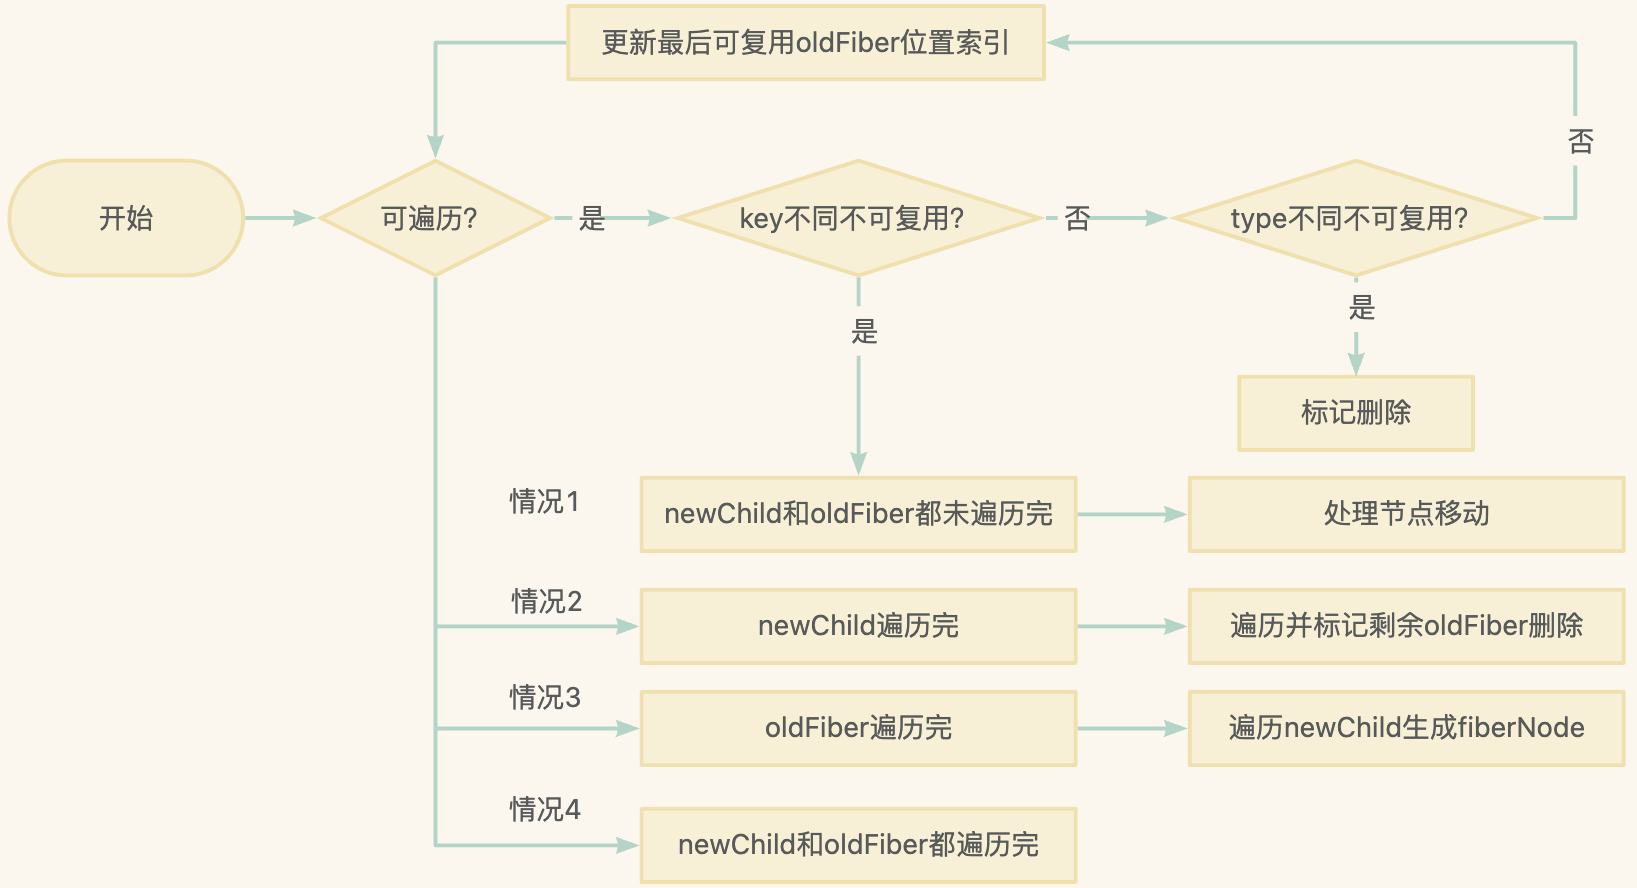 更新最后可复用oldFiber位置索引
否
开始
可遍历?
是
key不同不可复用?
否
type不同不可复用?
是
是
标记删除
情况1
newChild和oldFiber都未遍历完
处理节点移动
情况2
newChild遍历完
遍历并标记剩余oldFiber删除
情况3
oldFiber遍历完
遍历newChild生成fiberNode
情况4
newChild和oldFiber都遍历完